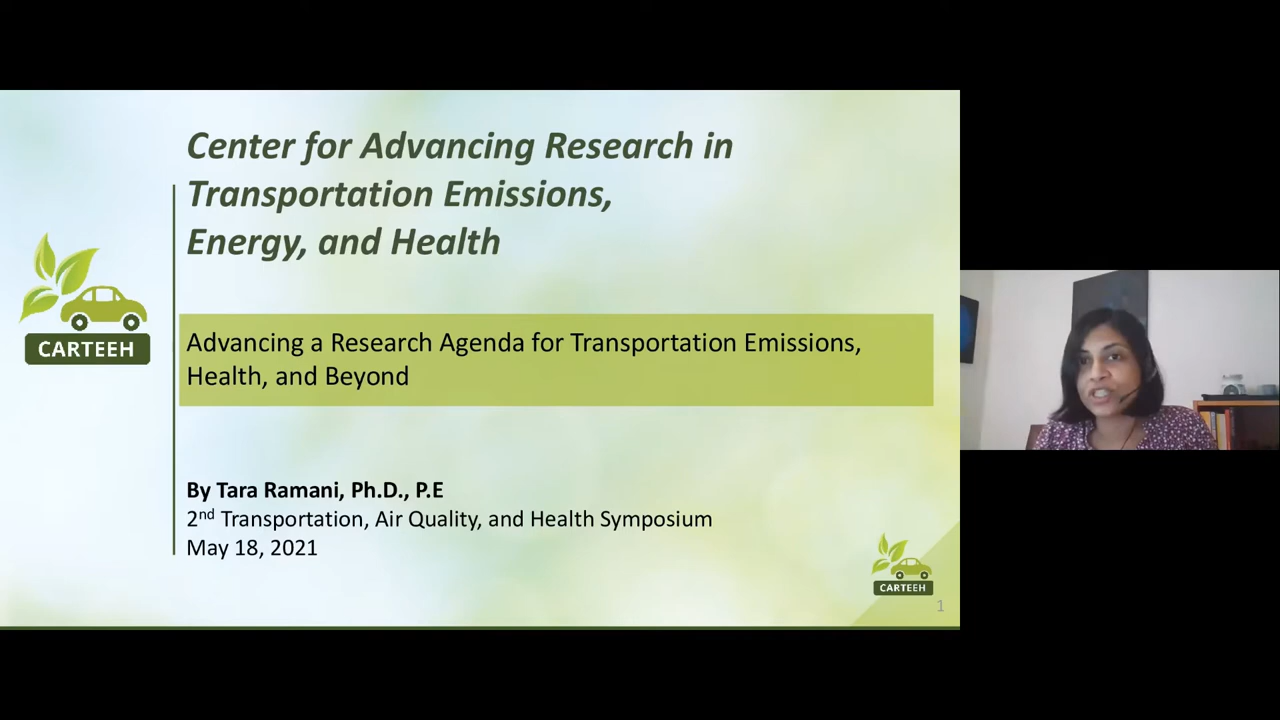 Center for Advancing Research in
Transportation Emissions,
Energy, and Health
CARTEEH
Advancing a Research Agenda for Transportation Emissions,
Health, and Beyond
By Tara Ramani, Ph.D., P.E
2nd Transportation, Air Quality, and Health Symposium
May 18, 2021
CARTEEH
1